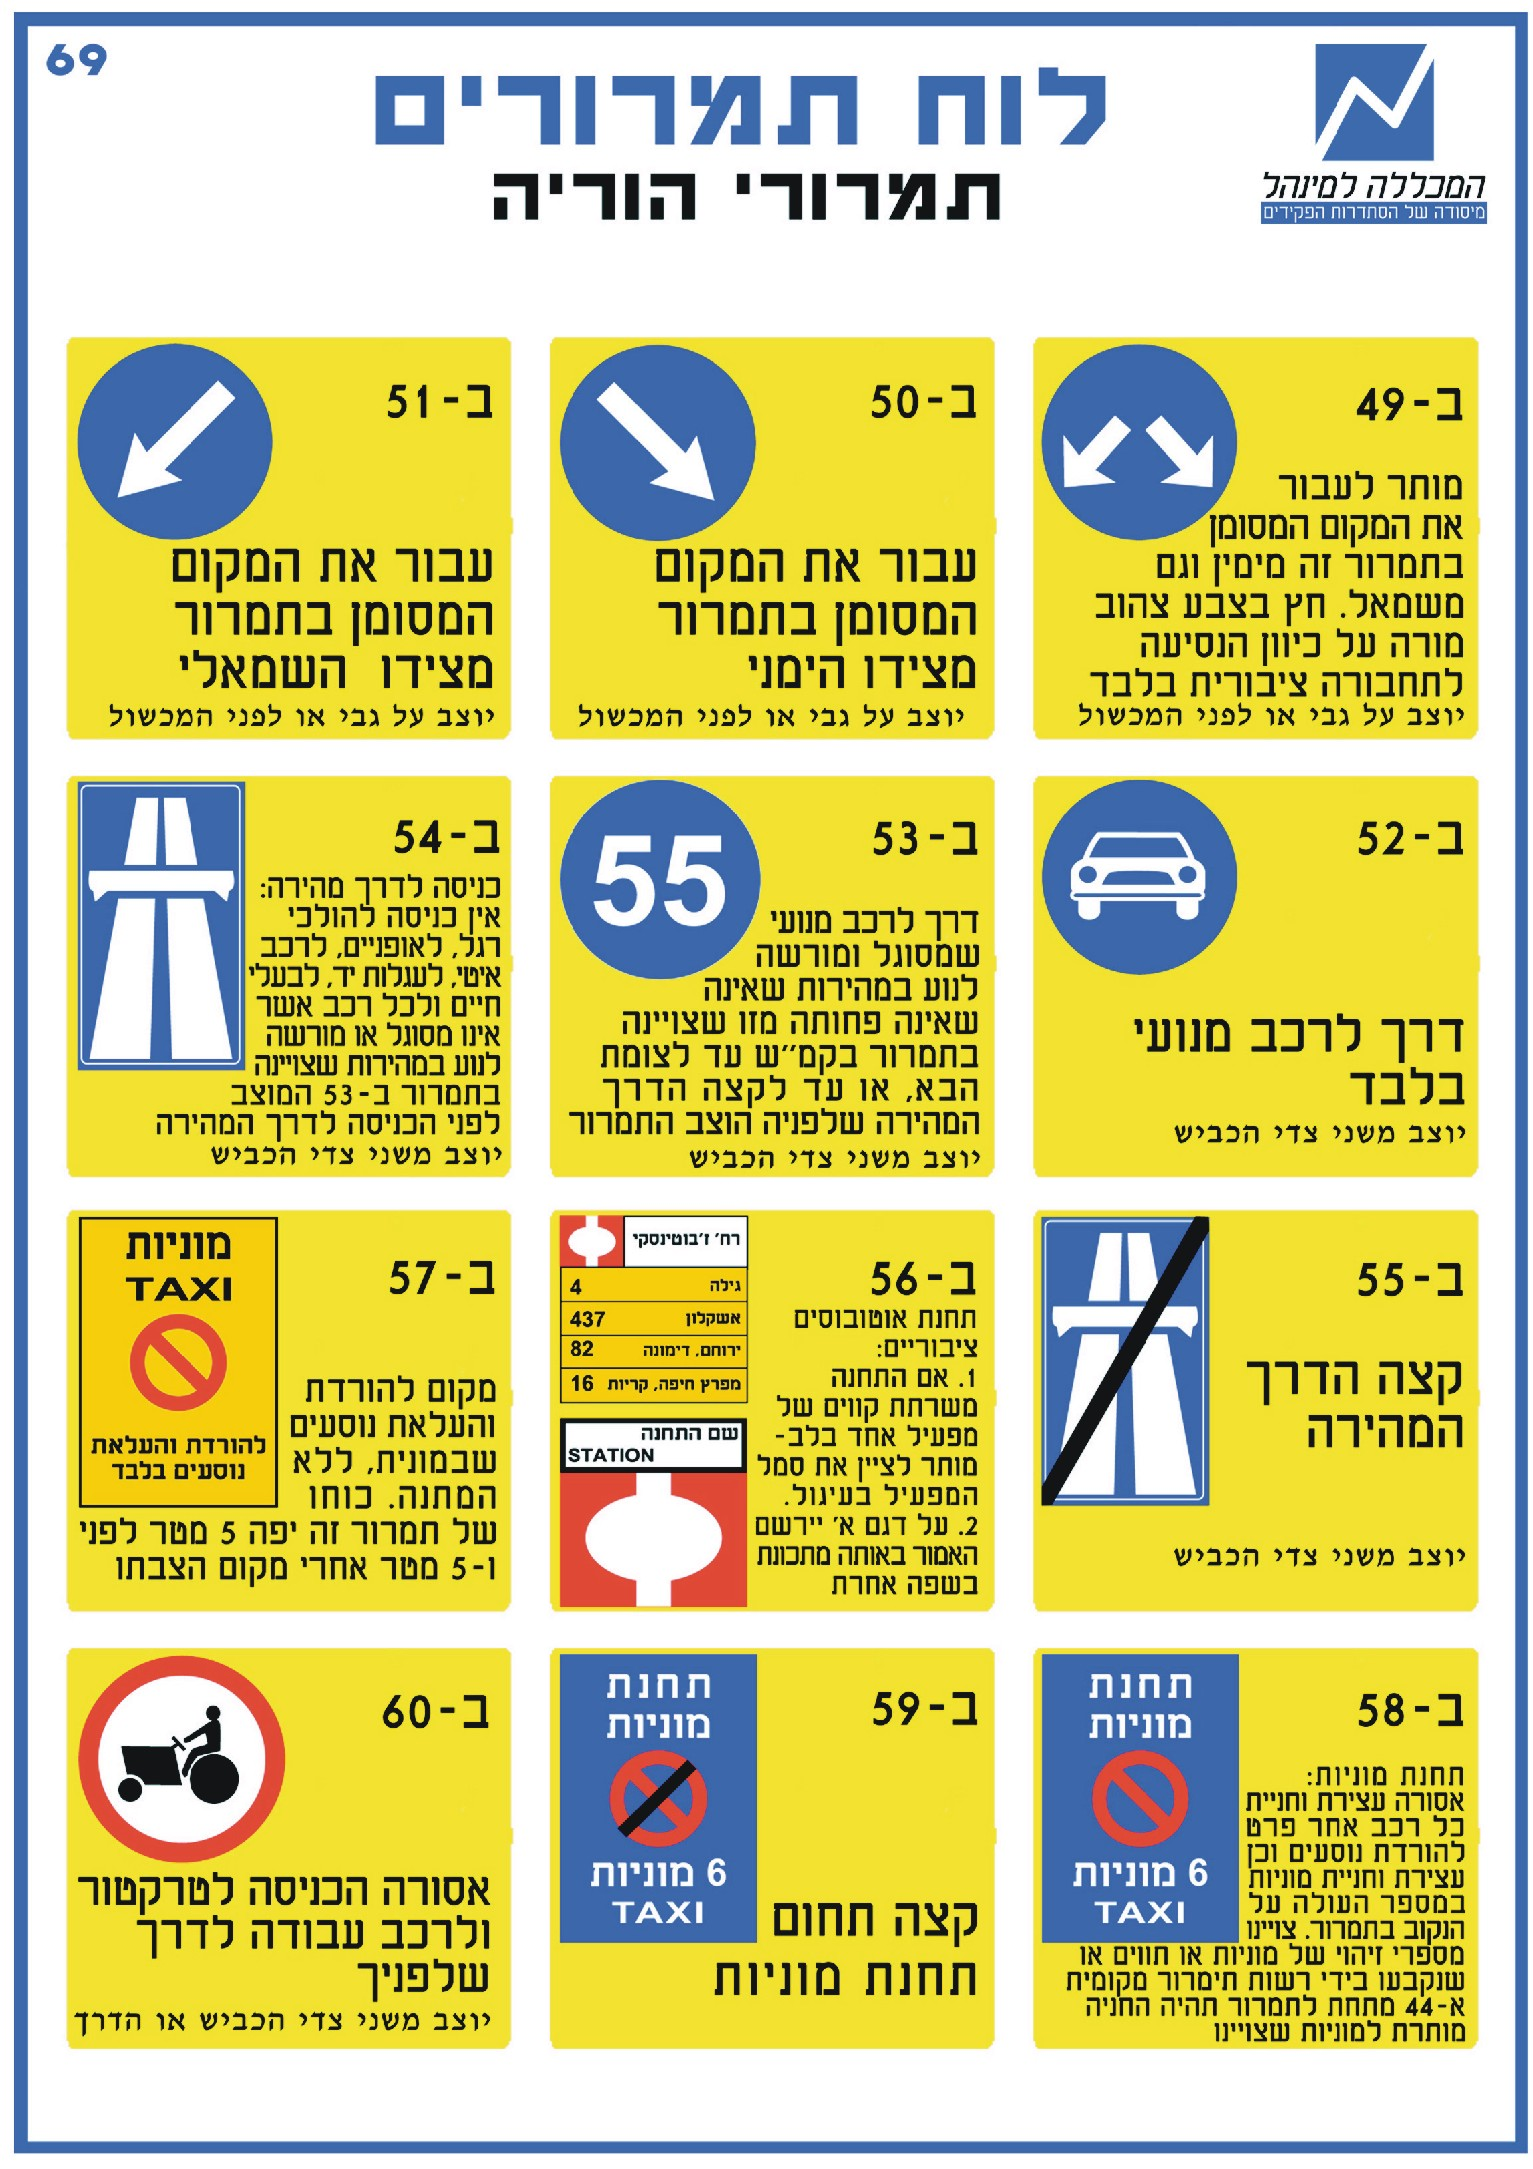 69
לוח תמרורים
תמרורי הוריה
המכללה למינהל
מיסודה של הסתדרות הפקידים
ב-49
מותר לעבור
את המקום המסומן
בתמרור זה מימין וגם
משמאל. חץ בצבע צהוב
מורה על כיוון הנסיעה
לתחבורה ציבורית בלבד
יוצב על גבי או לפני המכשול
ב-50
עבור את המקום
המסומן בתמרור
מצידו הימני
יוצב על גבי או לפני המכשול
ב-51
עבור את המקום
המסומן בתמרור
מצידו השמאלי
יוצב על גבי או לפני המכשול
ב-52
דרך לרכב מנועי
בלבד
יוצב משני צדי הכביש
ב-53
55
דרך לרכב מנועי
שמסוגל ומורשה
לנוע במהירות שאינה
שאינה פחותה מזו שצויינה
בתמרור בקמ״ש עד לצומת
הבא, או עד לקצה הדרך
המהירה שלפניה הוצב התמרור
יוצב משני צדי הכביש
ב-54
כניסה לדרך מהירה:
אין כניסה להולכי
רגל, לאופניים, לרכב
איטי, לעגלות יד, לבעלי
חיים ולכל רכב אשר
אינו מסוגל או מורשה
לנוע במהירות שצויינה
בתמרור ב-53 המוצב
לפני הכניסה לדרך המהירה
יוצב משני צדי הכביש
ב-55
קצה הדרך
המהירה
יוצב משני צדי הכביש
ב-56
רח׳ ז׳בוטינסקי
גילה 4
אשקלון 437
ירוחם, דימונה 82
מפרץ חיפה, קריות 16
שם התחנה
STATION
תחנת אוטובוסים
ציבוריים:
1. אם התחנה
משרתת קווים של
מפעיל אחד בלב-
מותר לציין את סמל
המפעיל בעיגול.
2. על דגם א׳ יירשם
האמור באותה מתכונת
בשפה אחרת
ב-57
מוניות
TAXI
להורדת והעלאת
נוסעים בלבד
מקום להורדת
והעלאת נוסעים
שבמונית, ללא
המתנה. כוחו
של תמרור זה יפה 5 מטר לפני
ו-5 מטר אחרי מקום הצבתו
ב-58
תחנת
מוניות
6 מוניות
TAXI
תחנת מוניות:
אסורה עצירת וחניית
כל רכב אחר פרט
להורדת נוסעים וכן
עצירת וחניית מוניות
במספר העולה על
הנקוב בתמרור. צויינו
מספרי זיהוי של מוניות או תווים או
שנקבעו בידי רשות תימרור מקומית
א-44 מתחת לתמרור תהיה החניה
מותרת למוניות שצויינו
ב-59
תחנת
מוניות
6 מוניות
TAXI
קצה תחום
תחנת מוניות
ב-60
אסורה הכניסה לטרקטור
ולרכב עבודה לדרך
שלפניך
יוצב משני צדי הכביש או הדרך